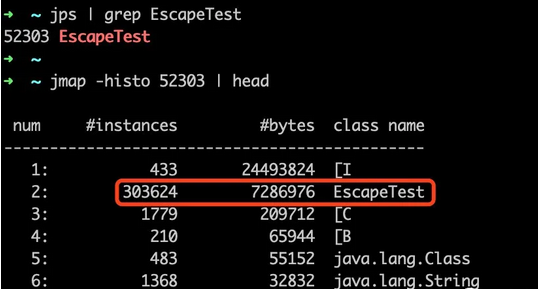 ➜ ~ jps | grep EscapeTest
52303 EscapeTest
➜ ~
➜ ~ jmap -histo 52303 | head
num #instances #bytes class name
----------------------------------------------
1: 433 24493824 [I
2: 303624 7286976 EscapeTest
3: 1779 209712 [C
4: 210 65944 [B
5: 483 55152 java.lang.Class
6: 1368 32832 java.lang.String